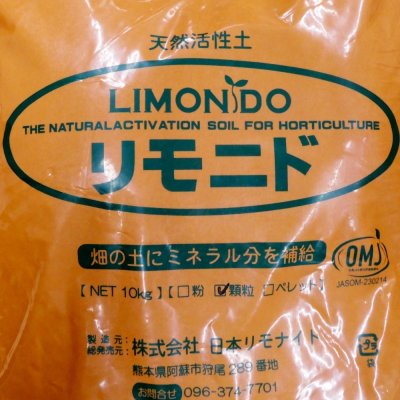 天然活性土
LIMONIDO
THE NATURALACTIVATION SOIL FOR HORTICULTURE
リモニド
畑の土にミネラル分を補給
OMJ
JASOM-230214
【 NET 10kg 】【 □粉 ☑顆粒 □ペレット】
製造元:
総発売元:
株式会社 日本リモナイト
熊本県阿蘇市狩尾289番地
お問合せ 096-374-7701
袋